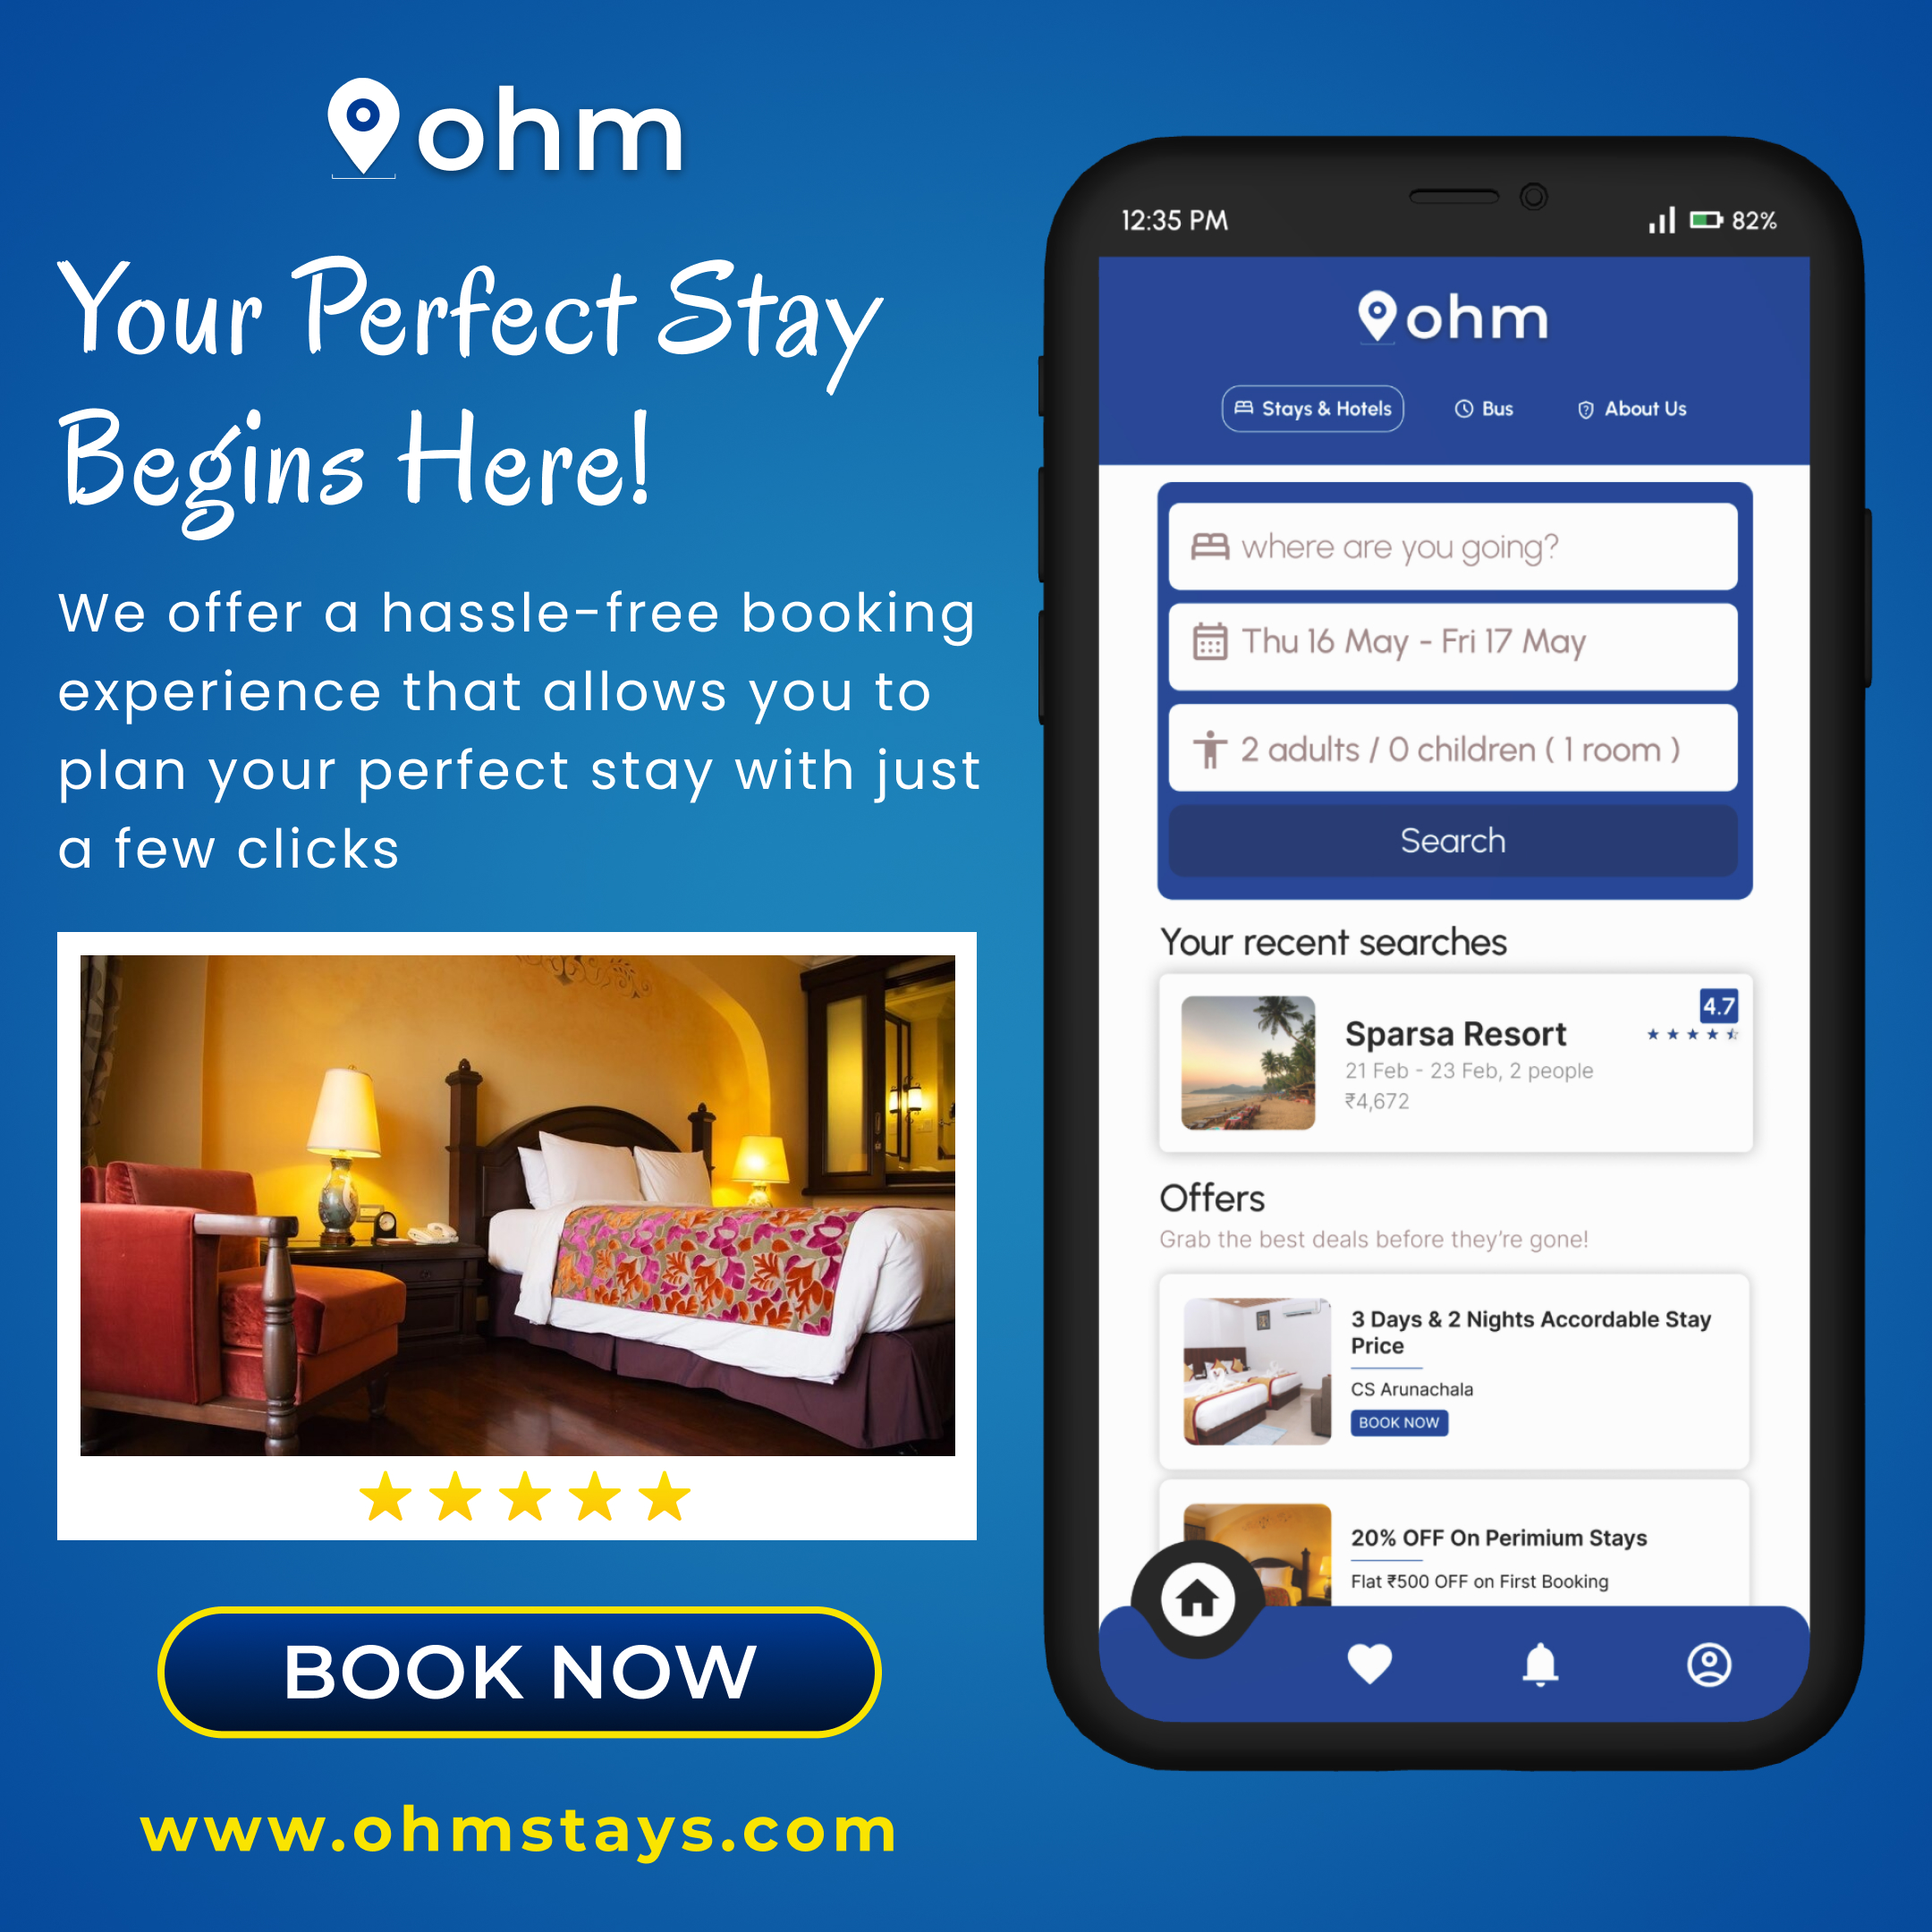 ohm
Your Perfect Stay
Begins Here!
We offer a hassle-free booking
experience that allows you to
plan your perfect stay with just
a few clicks
BOOK NOW
www.ohmstays.com
12:35 PM
82%
ohm
Stays & Hotels
Bus
About Us
where are you going?
Thu 16 May - Fri 17 May
2 adults / 0 children ( 1 room )
Search
Your recent searches
4.7
Sparsa Resort
21 Feb - 23 Feb, 2 people
₹4,672
Offers
Grab the best deals before they're gone!
3 Days & 2 Nights Accordable Stay
Price
CS Arunachala
BOOK NOW
20% OFF On Perimium Stays
Flat ₹500 OFF on First Booking